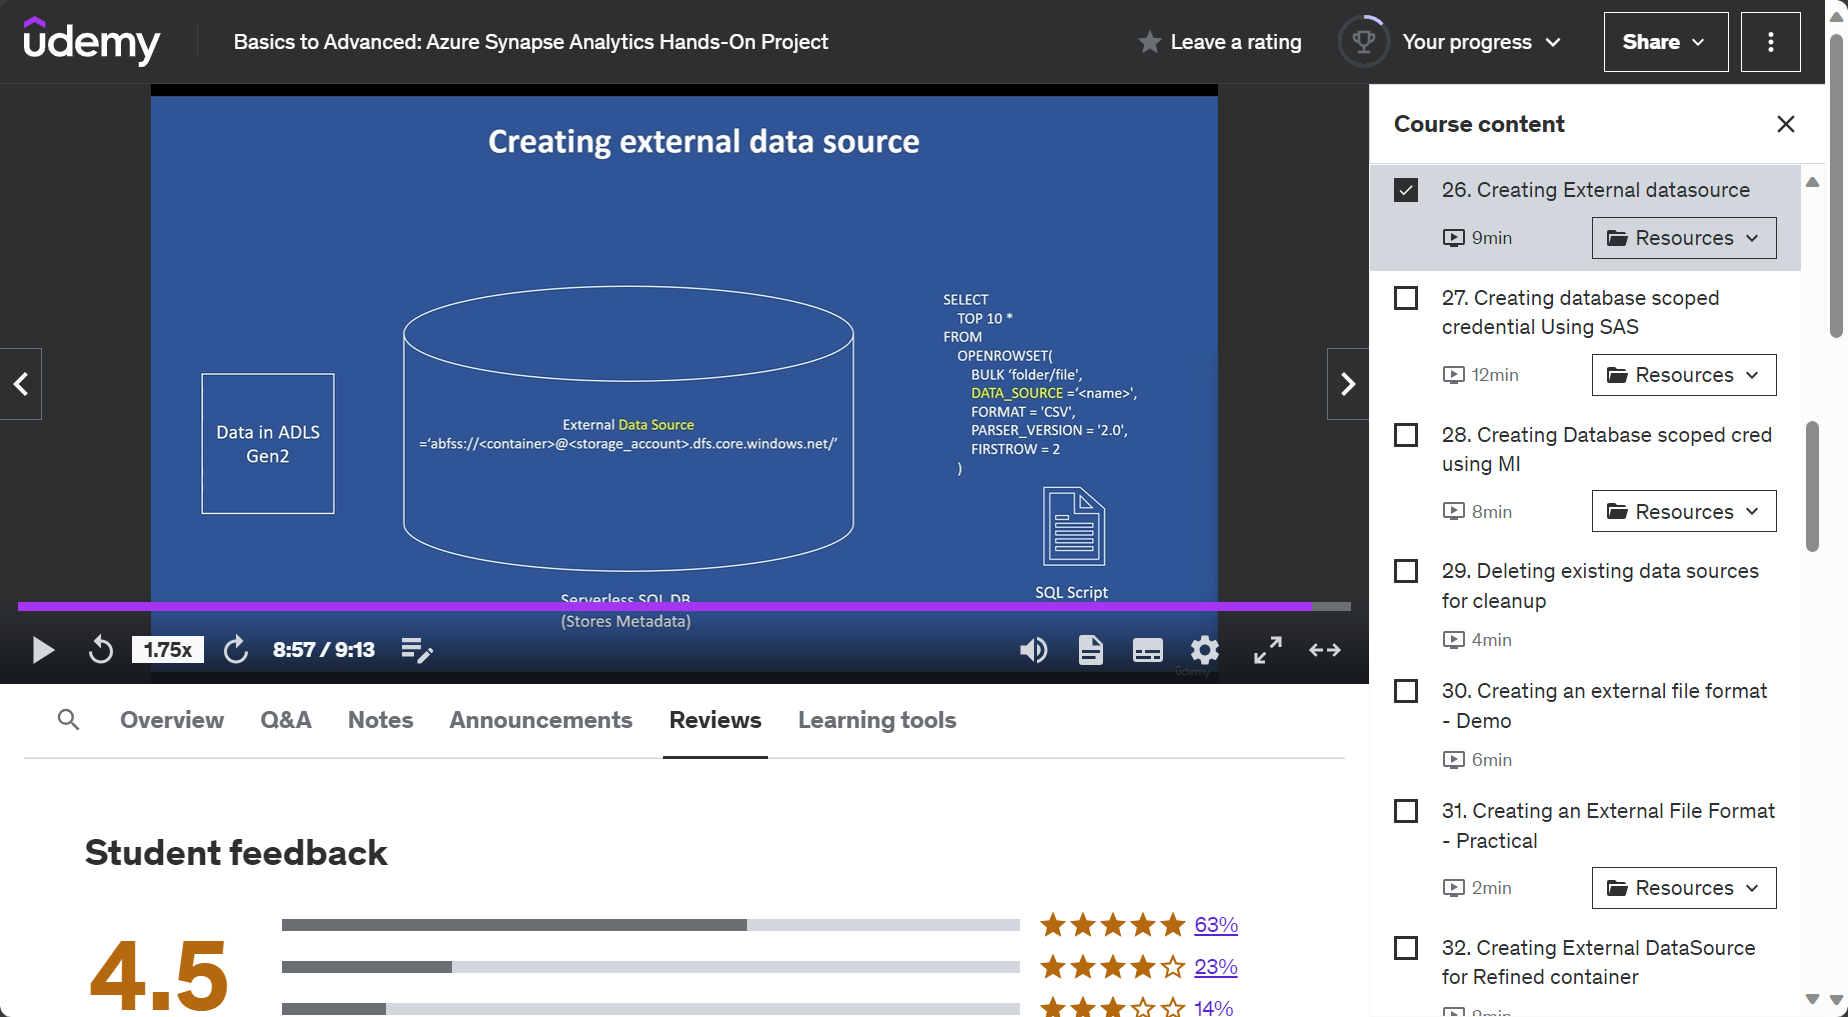 udemy
Basics to Advanced: Azure Synapse Analytics Hands-On Project
Leave a rating
Your progress
Share
Creating external data source
Data in ADLS
Gen2
External Data Source
=‘abfss://<container>@<storage_account>.dfs.core.windows.net/’
Serverless SQL DB
(Stores Metadata)
SELECT
TOP 10 *
FROM
OPENROWSET(
BULK ‘folder/file',
DATA_SOURCE =‘<name>',
FORMAT = 'CSV',
PARSER_VERSION = '2.0',
FIRSTROW = 2
)
SQL Script
1.75x
8:57 / 9:13
udemy
Course content
26. Creating External datasource
9min
Resources
27. Creating database scoped
credential Using SAS
12min
Resources
28. Creating Database scoped cred
using MI
8min
Resources
29. Deleting existing data sources
for cleanup
4min
30. Creating an external file format
- Demo
6min
31. Creating an External File Format
- Practical
2min
Resources
32. Creating External DataSource
for Refined container
2min
Overview
Q&A
Notes
Announcements
Reviews
Learning tools
Student feedback
4.5
63%
23%
14%